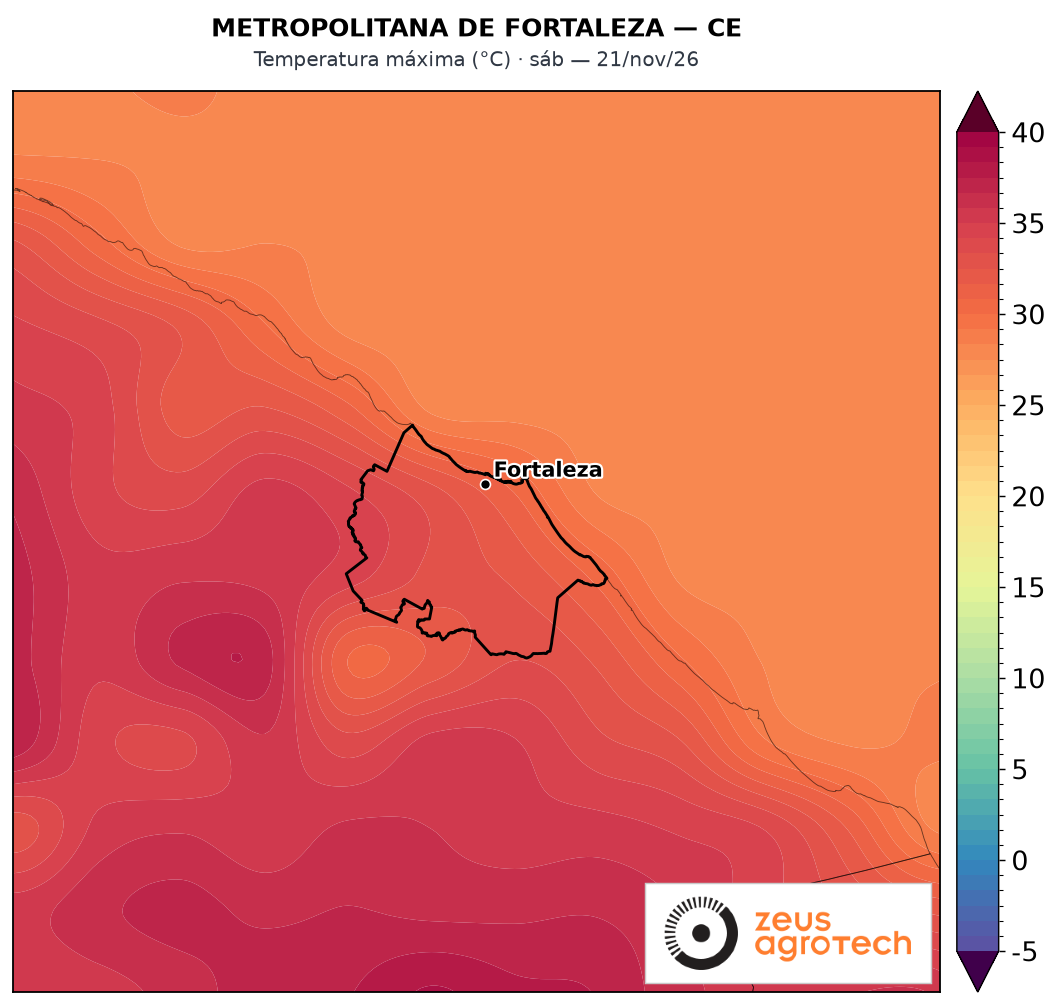 METROPOLITANA DE FORTALEZA — CE
Temperatura máxima (°C) · sáb — 21/nov/26
40
35
30
25
20
15
10
5
0
-5
Fortaleza
zeus
agrotech